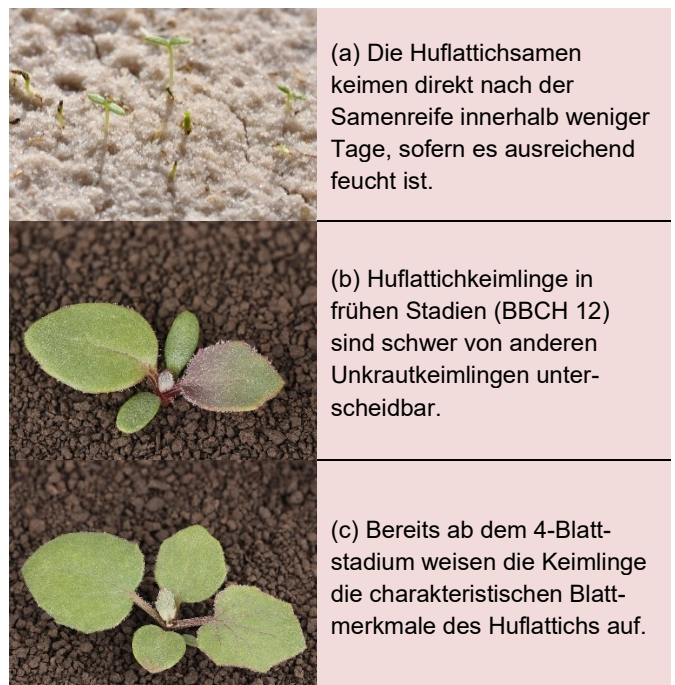 (a) Die Huflattichsamen
keimen direkt nach der
Samenreife innerhalb weniger
Tage, sofern es ausreichend
feucht ist.
(b) Huflattichkeimlinge in
frühen Stadien (BBCH 12)
sind schwer von anderen
Unkrautkeimlingen unter-
scheidbar.
(c) Bereits ab dem 4-Blatt-
stadium weisen die Keimlinge
die charakteristischen Blatt-
merkmale des Huflattichs auf.